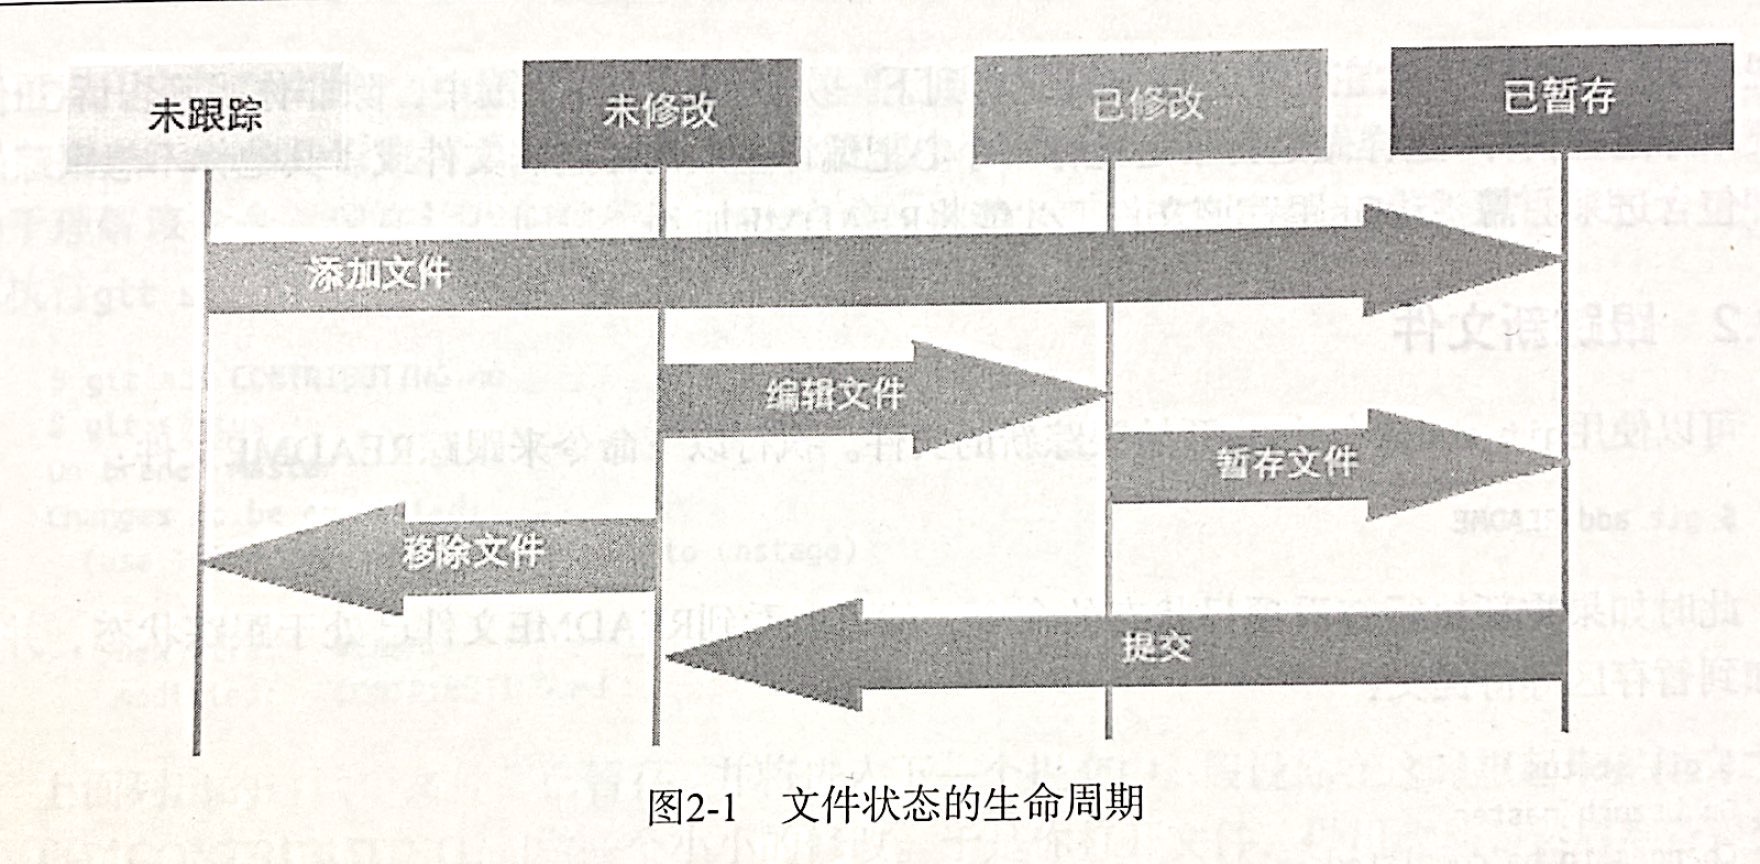 未跟踪 未修改 已修改 已暂存
添加文件
编辑文件
暂存文件
移除文件
提交
图2-1 文件状态的生命周期